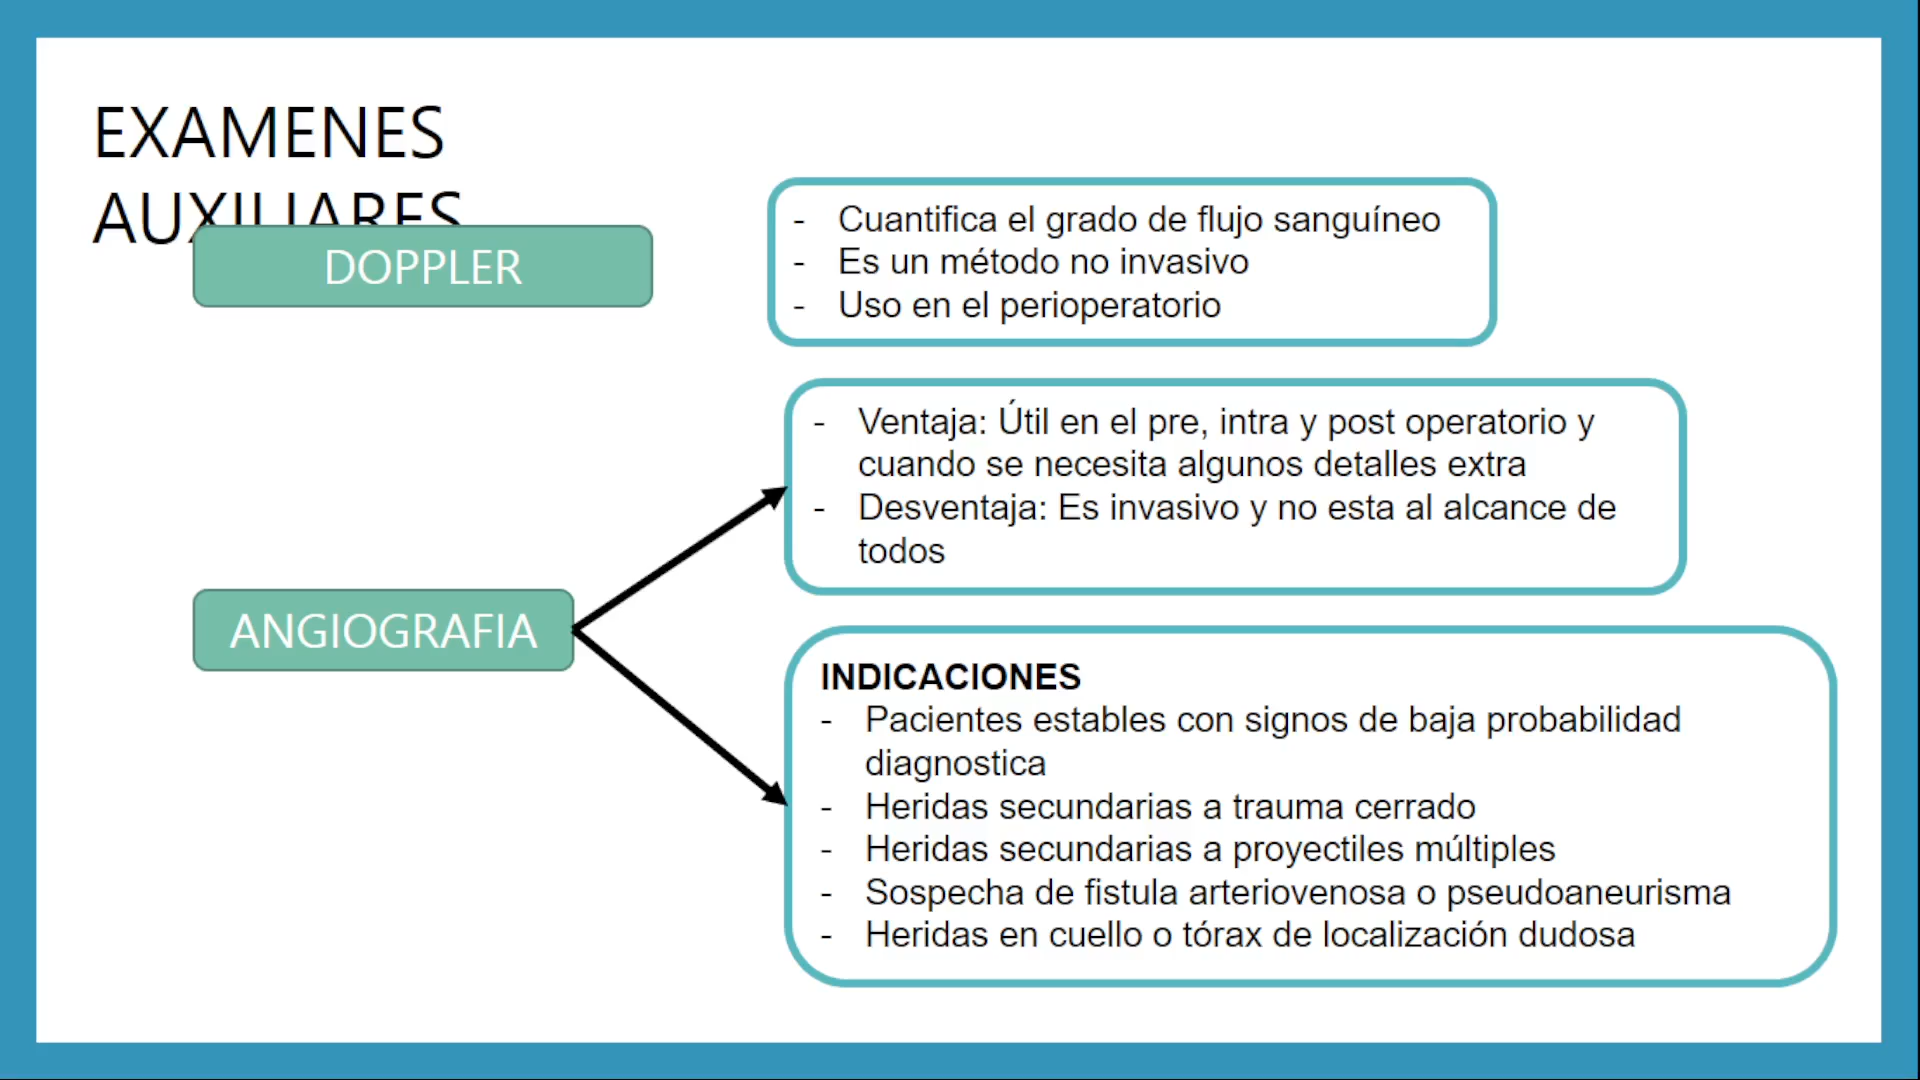 EXAMENES
AUXILIARES
DOPPLER
- Cuantifica el grado de flujo sanguíneo
- Es un método no invasivo
- Uso en el perioperatorio
ANGIOGRAFIA
- Ventaja: Útil en el pre, intra y post operatorio y
cuando se necesita algunos detalles extra
- Desventaja: Es invasivo y no esta al alcance de
todos
INDICACIONES
- Pacientes estables con signos de baja probabilidad
diagnostica
- Heridas secundarias a trauma cerrado
- Heridas secundarias a proyectiles múltiples
- Sospecha de fistula arteriovenosa o pseudoaneurisma
- Heridas en cuello o tórax de localización dudosa